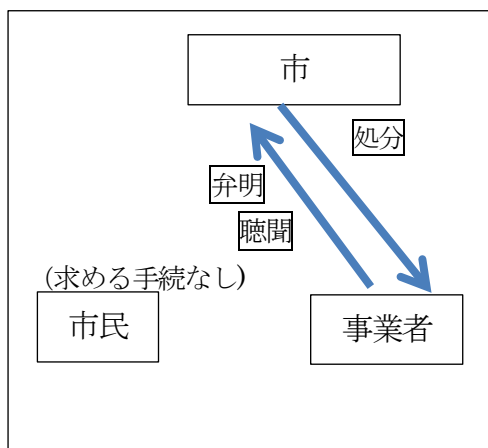 市
処分
弁明
聴聞
(求める手続なし)
市民
事業者